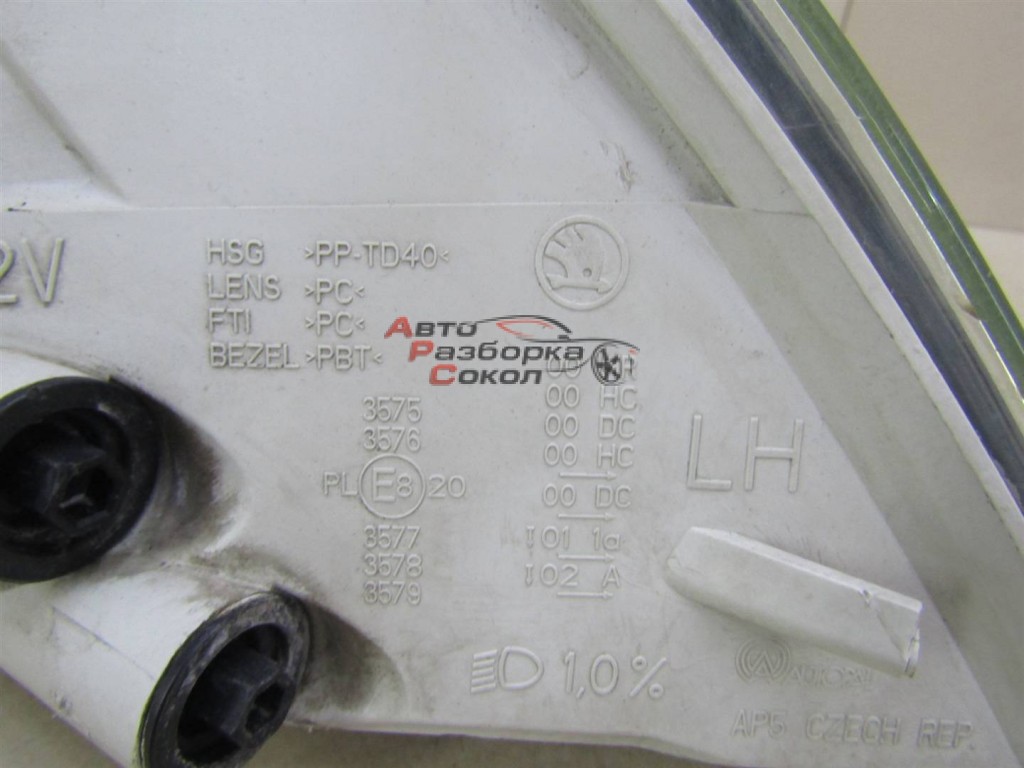 2V
HSG >PP-TD40<
LENS >PC<
FTI >PC<
BEZEL >PBT<
АВТО
РАЗБОРКА
СОКОЛ
3575
3576
00
00 HC
00 DC
00 HC
PL E8 20
00 DC
LH
3577
3578
3579
I 01 1a
I 02 A
1,0%
AUTOPAL
AP5 CZECH REP.